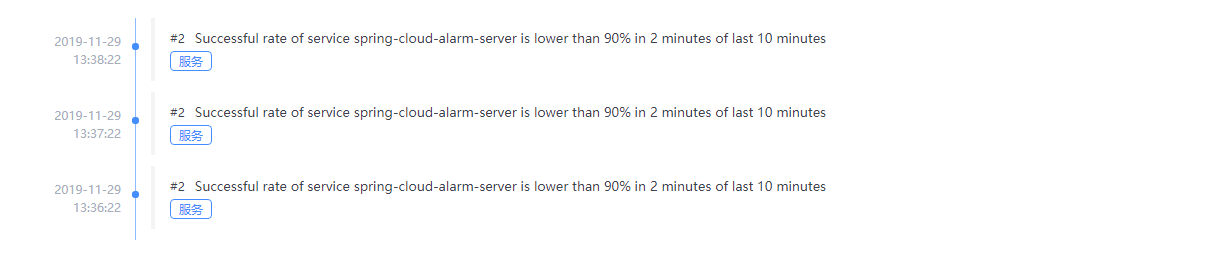 2019-11-29
13:38:22
#2 Successful rate of service spring-cloud-alarm-server is lower than 90% in 2 minutes of last 10 minutes
服务
2019-11-29
13:37:22
#2 Successful rate of service spring-cloud-alarm-server is lower than 90% in 2 minutes of last 10 minutes
服务
2019-11-29
13:36:22
#2 Successful rate of service spring-cloud-alarm-server is lower than 90% in 2 minutes of last 10 minutes
服务